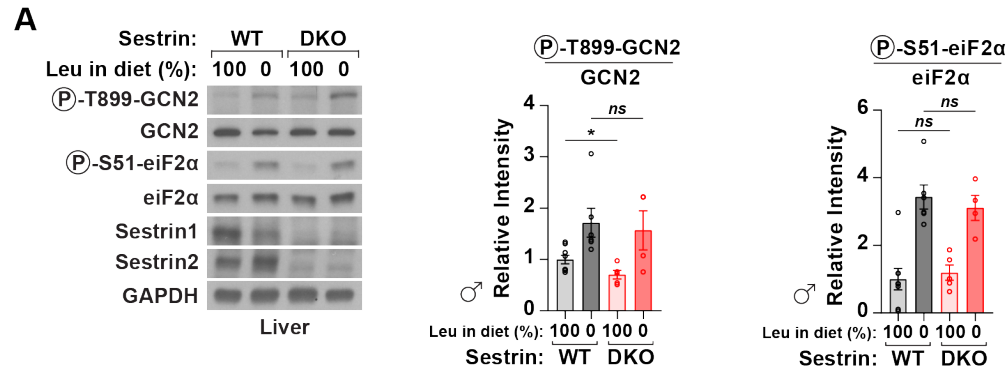 A
Sestrin: WT DKO
Leu in diet (%): 100 0 100 0
Ⓟ-T899-GCN2
GCN2
Ⓟ-S51-eiF2α
eiF2α
Sestrin1
Sestrin2
GAPDH
Liver
Ⓟ-T899-GCN2
GCN2
Relative Intensity
4
3
2
1
0
* ns
♂
Leu in diet (%): 100 0 100 0
Sestrin: WT DKO
Ⓟ-S51-eiF2α
eiF2α
Relative Intensity
6
4
2
0
ns ns
♂
Leu in diet (%): 100 0 100 0
Sestrin: WT DKO